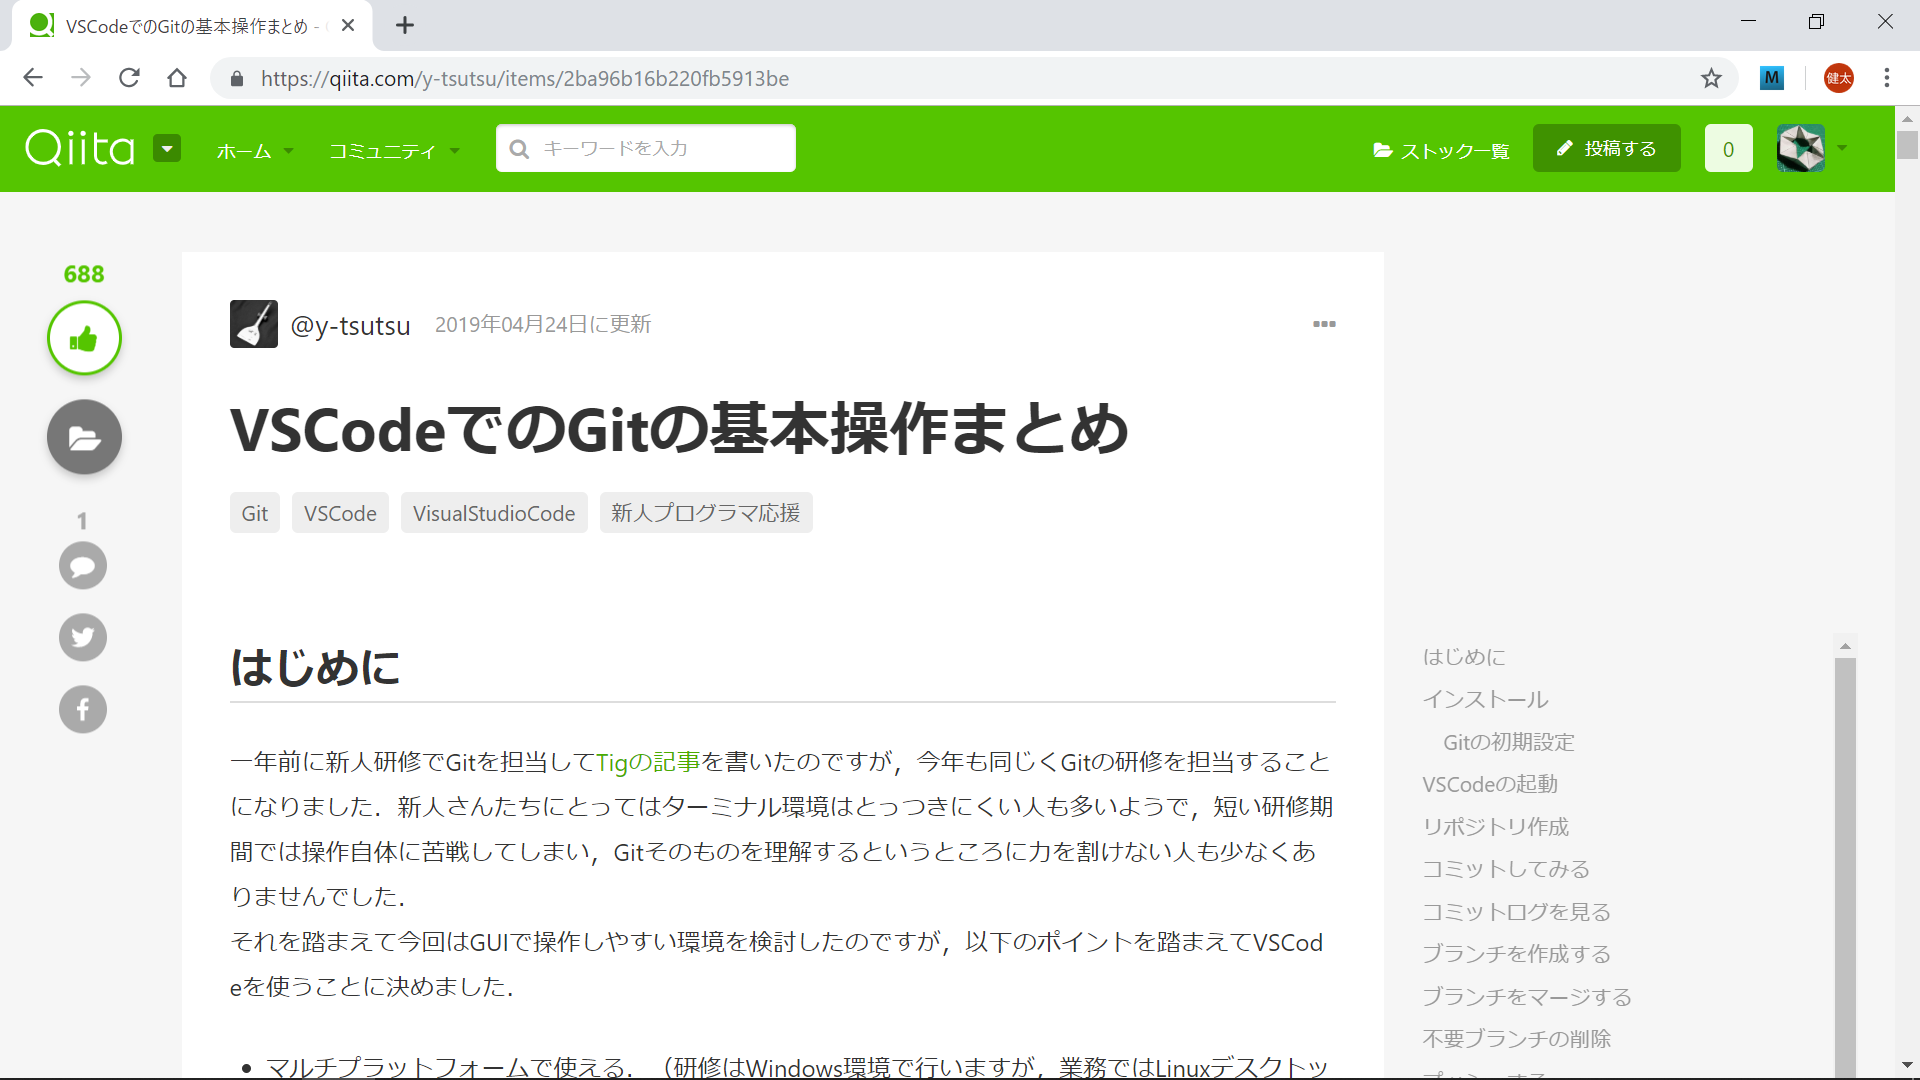 VSCodeでのGitの基本操作まとめ -
https://qiita.com/y-tsutsu/items/2ba96b16b220fb5913be
M
健太
Qiita
ホーム
コミュニティ
キーワードを入力
ストック一覧
投稿する
0
688
1
@y-tsutsu
2019年04月24日に更新
VSCodeでのGitの基本操作まとめ
Git
VSCode
VisualStudioCode
新人プログラマ応援
はじめに
一年前に新人研修でGitを担当してTigの記事を書いたのですが，今年も同じくGitの研修を担当すること
になりました．新人さんたちにとってはターミナル環境はとっつきにくい人も多いようで，短い研修期
間では操作自体に苦戦してしまい，Gitそのものを理解するというところに力を割けない人も少なくあ
りませんでした．
それを踏まえて今回はGUIで操作しやすい環境を検討したのですが，以下のポイントを踏まえてVSCod
eを使うことに決めました．
マルチプラットフォームで使える．（研修はWindows環境で行いますが，業務ではLinuxデスクトッ
はじめに
インストール
Gitの初期設定
VSCodeの起動
リポジトリ作成
コミットしてみる
コミットログを見る
ブランチを作成する
ブランチをマージする
不要ブランチの削除